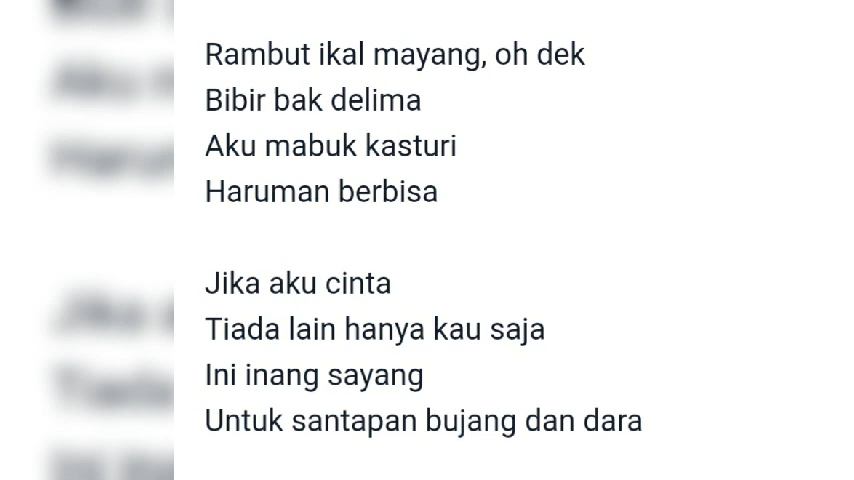 Rambut ikal mayang, oh dek
Bibir bak delima
Aku mabuk kasturi
Haruman berbisa
Jika aku cinta
Tiada lain hanya kau saja
Ini inang sayang
Untuk santapan bujang dan dara